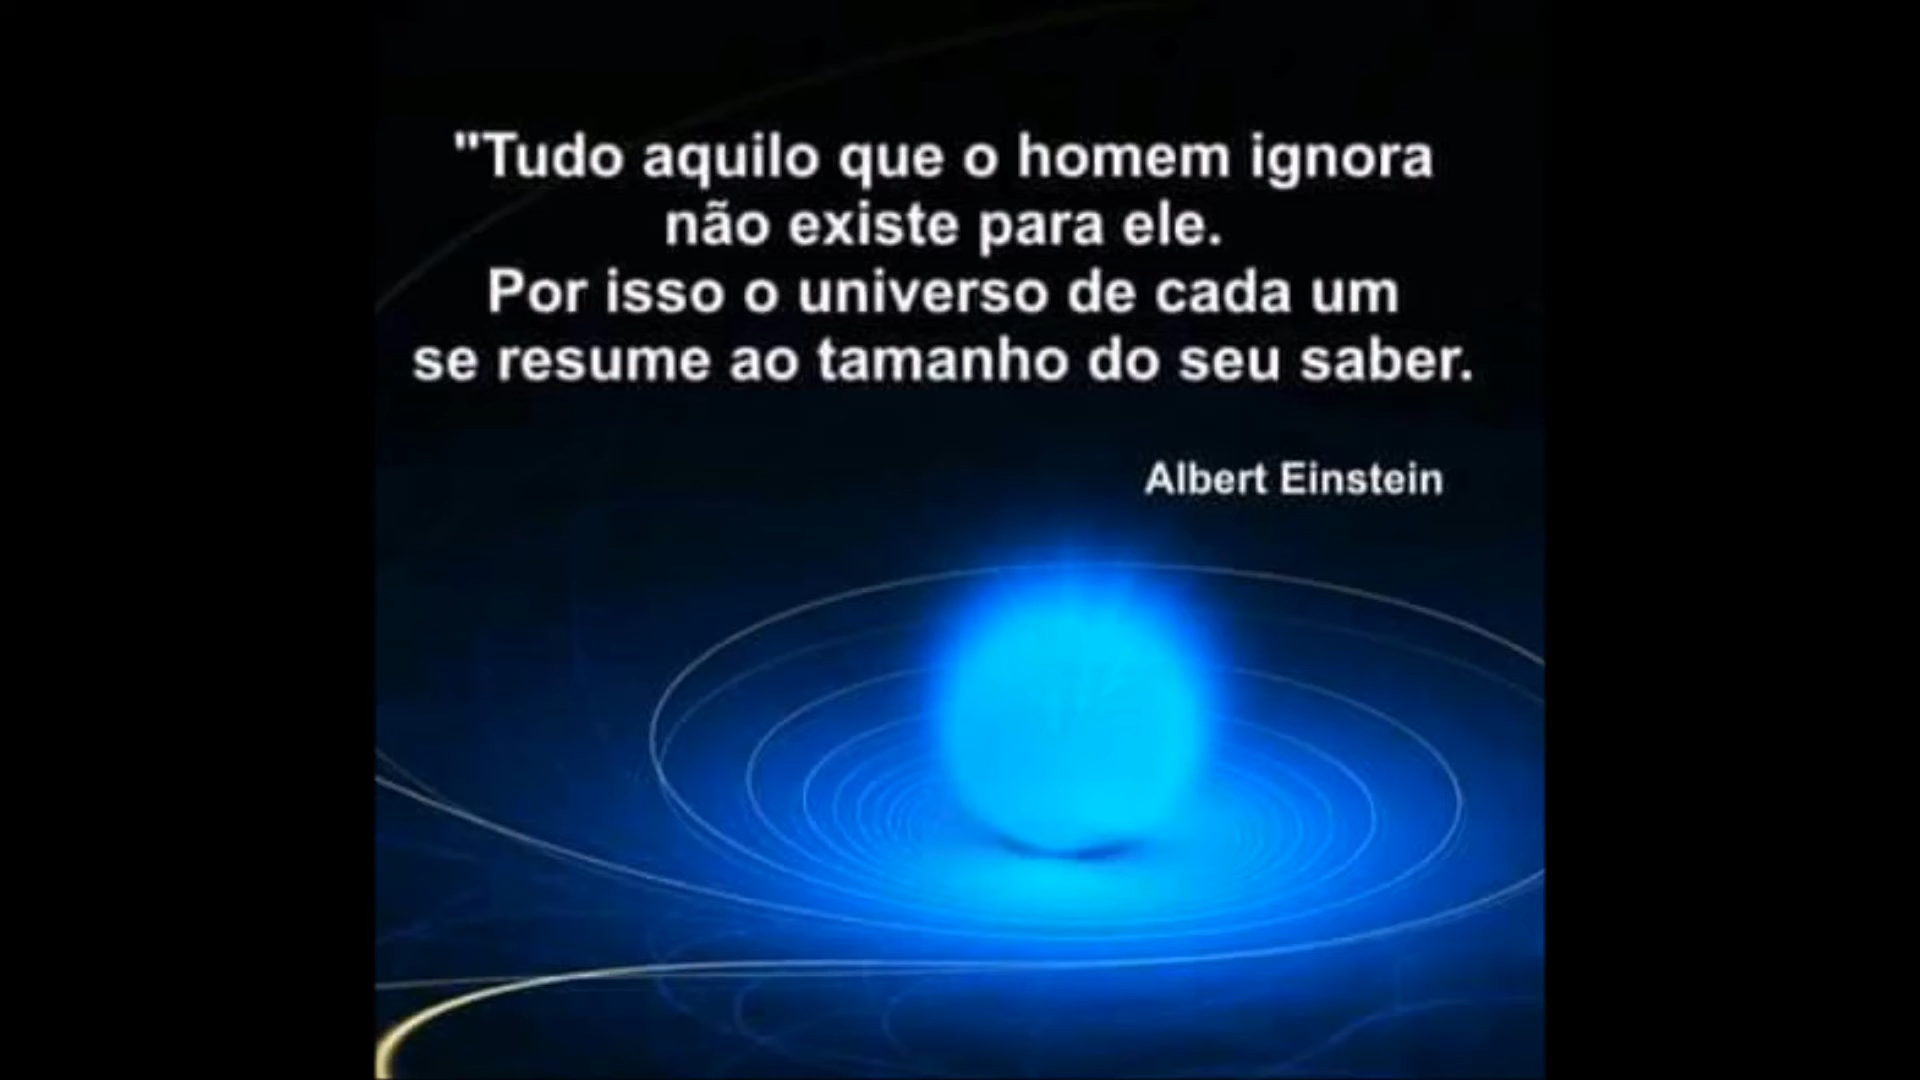 "Tudo aquilo que o homem ignora
não existe para ele.
Por isso o universo de cada um
se resume ao tamanho do seu saber.
Albert Einstein